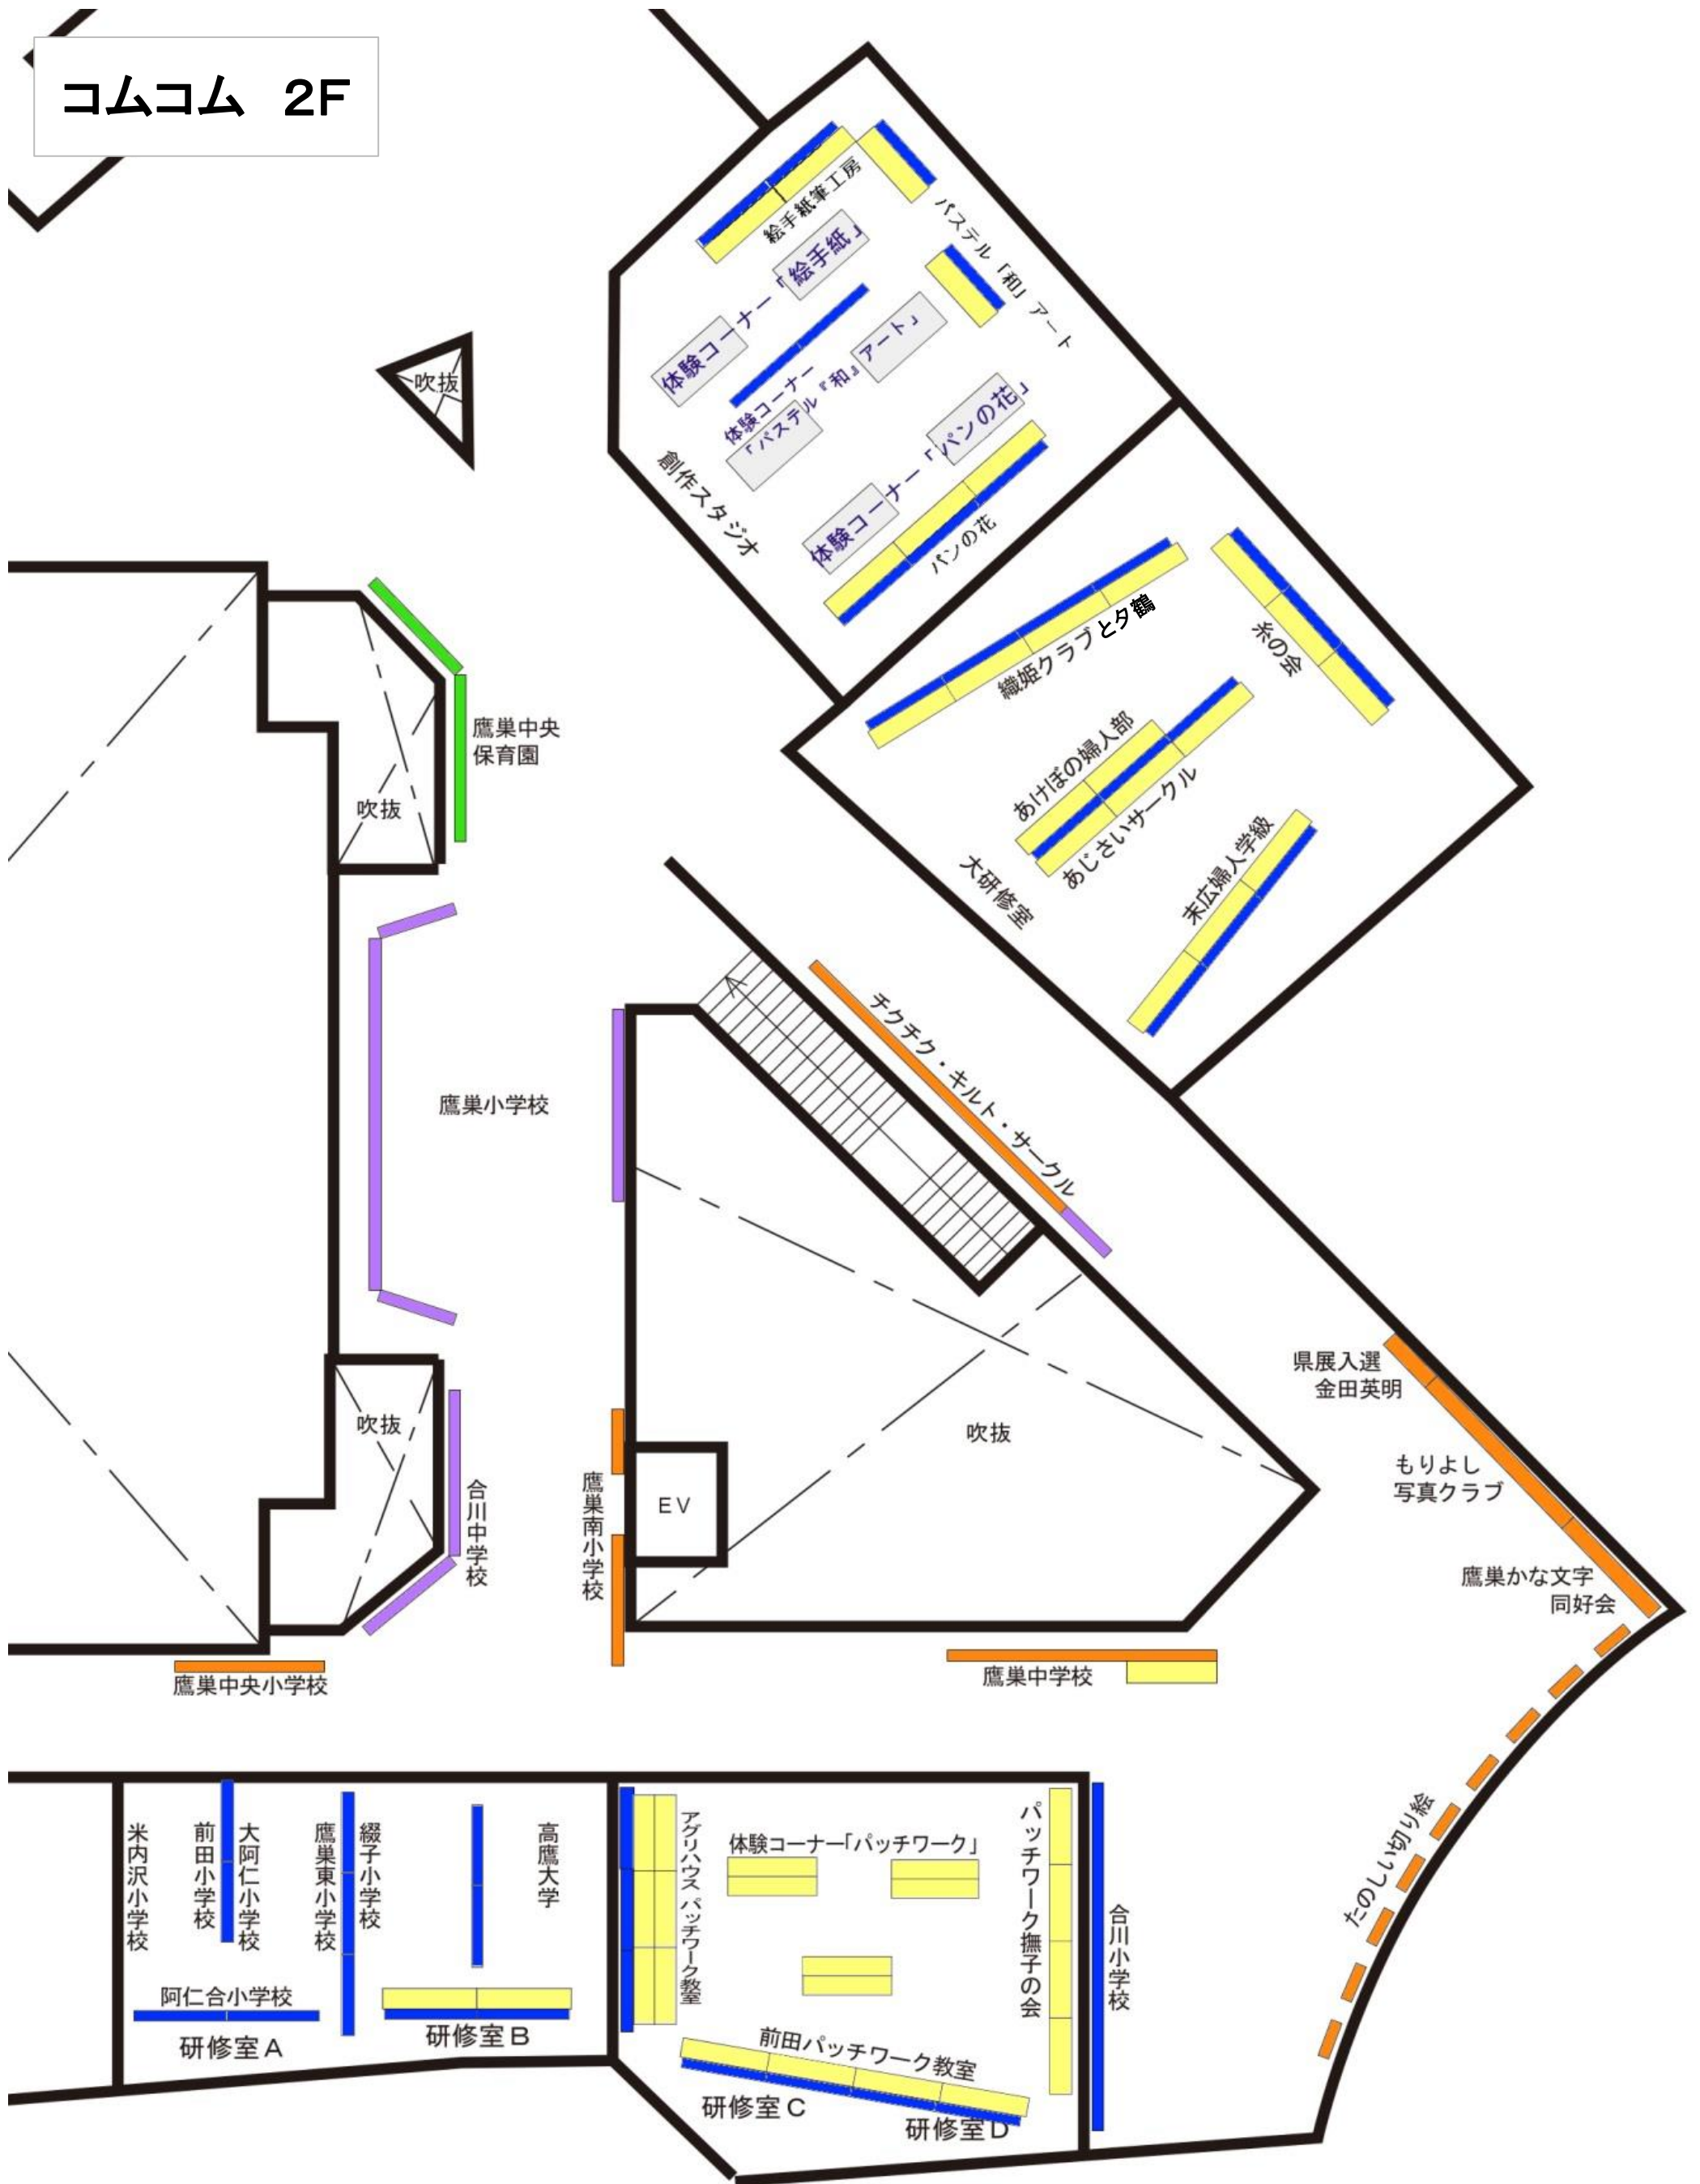 コムコム　２Ｆ
絵手紙筆工房
パステル「和」アート
体験コーナー「絵手紙」
体験コーナー
「パステル『和』アート」
体験コーナー「パンの花」
パンの花
創作スタジオ
吹抜
織姫クラブと夕鶴
糸の会
あけぼの婦人部
あじさいサークル
末広婦人学級
大研修室
鷹巣中央
保育園
吹抜
チクチク・キルト・サークル
鷹巣小学校
県展入選
金田英明
もりよし
写真クラブ
鷹巣かな文字
同好会
吹抜
吹抜
合川中学校
鷹巣南小学校
ＥＶ
鷹巣中央小学校
鷹巣中学校
たのしい切り絵
米内沢小学校
前田小学校
大阿仁小学校
鷹巣東小学校
綴子小学校
高鷹大学
阿仁合小学校
研修室Ａ
研修室Ｂ
アグリハウス パッチワーク教室
体験コーナー「パッチワーク」
パッチワーク撫子の会
合川小学校
前田パッチワーク教室
研修室Ｃ
研修室Ｄ